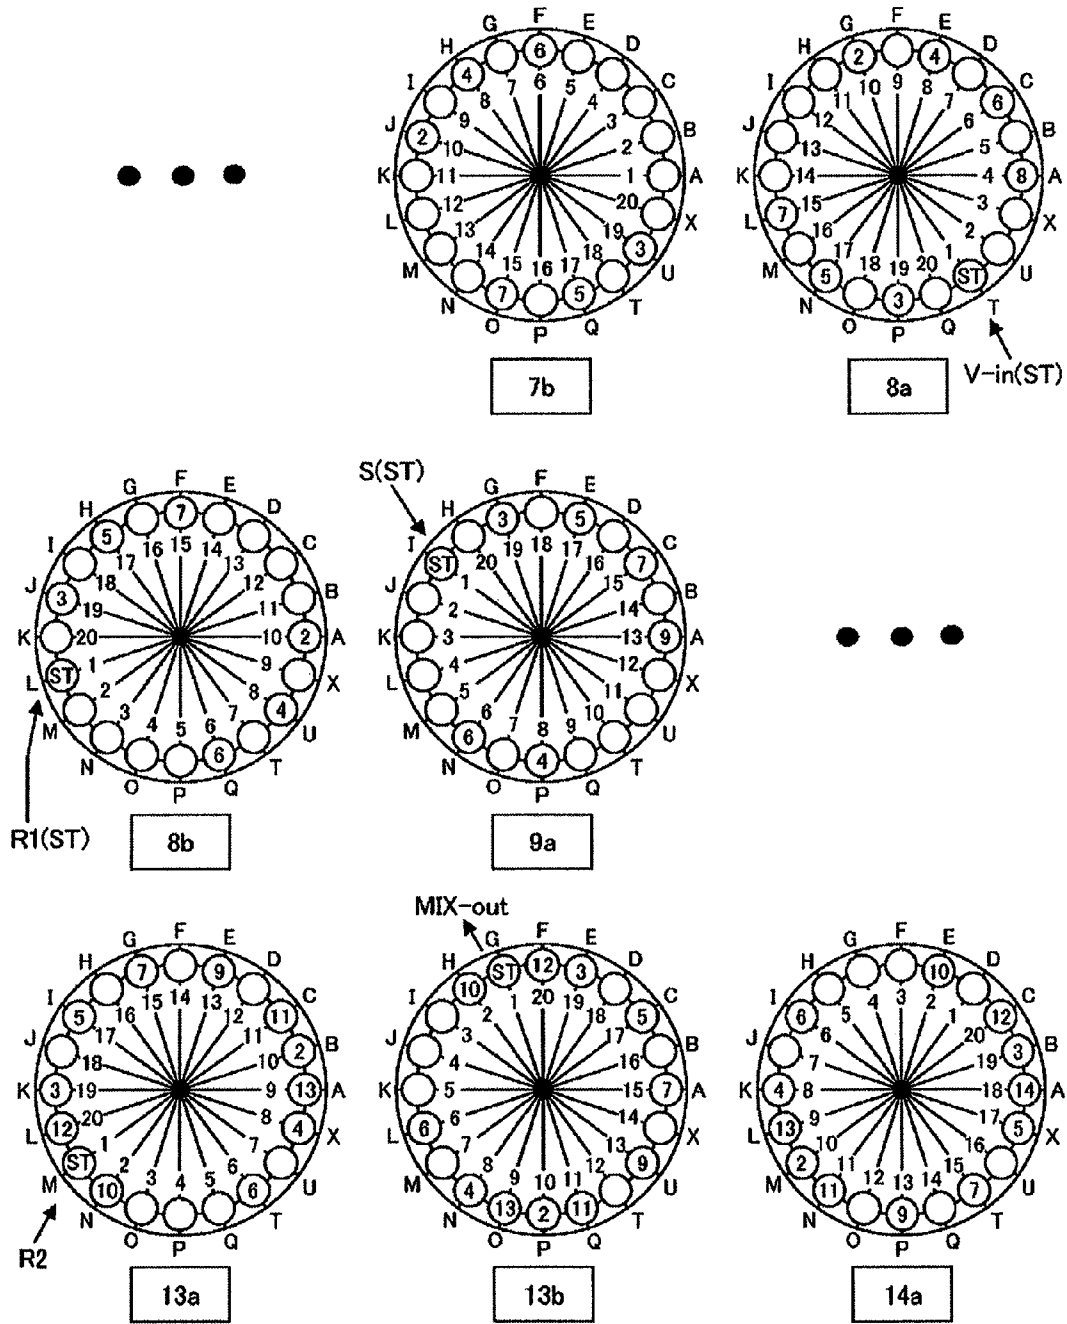 F E D C B A X U T Q P O N M L K J I H G
6 4 2 7 5 3
1 2 3 4 5 6 7 8 9 10 11 12 13 14 15 16 17 18 19 20
7b
F E D C B A X U T Q P O N M L K J I H G
4 6 8 ST 3 5 7 2
1 2 3 4 5 6 7 8 9 10 11 12 13 14 15 16 17 18 19 20
V-in(ST)
8a
F E D C B A X U T Q P O N M L K J I H G
7 2 4 6 ST 3 5
1 2 3 4 5 6 7 8 9 10 11 12 13 14 15 16 17 18 19 20
R1(ST)
8b
S(ST)
F E D C B A X U T Q P O N M L K J I H G
5 7 9 4 6 ST 3
1 2 3 4 5 6 7 8 9 10 11 12 13 14 15 16 17 18 19 20
9a
F E D C B A X U T Q P O N M L K J I H G
9 11 2 13 4 6 10 ST 12 3 5 7
1 2 3 4 5 6 7 8 9 10 11 12 13 14 15 16 17 18 19 20
R2
13a
MIX-out
F E D C B A X U T Q P O N M L K J I H G
12 3 5 7 9 11 2 13 4 6 10 ST
1 2 3 4 5 6 7 8 9 10 11 12 13 14 15 16 17 18 19 20
13b
F E D C B A X U T Q P O N M L K J I H G
10 12 3 14 5 7 9 11 2 13 4 6
1 2 3 4 5 6 7 8 9 10 11 12 13 14 15 16 17 18 19 20
14a